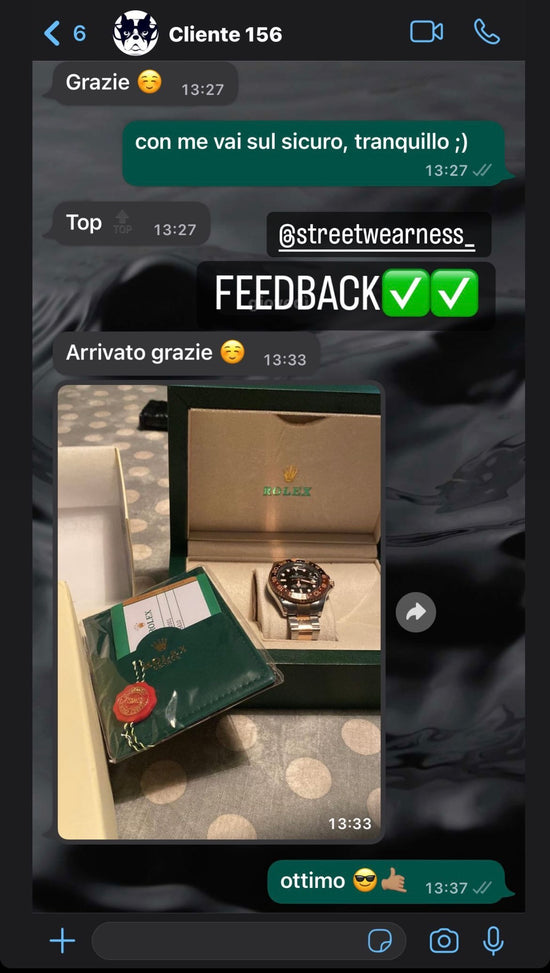 6 Cliente 156
Grazie ☺️ 13:27
con me vai sul sicuro, tranquillo ;)
13:27
Top 🔝 13:27
@streetwearness_
FEEDBACK✅✅
Arrivato grazie ☺️ 13:33
ROLEX
ROLEX
13:33
ottimo 😎🤙🏽 13:37